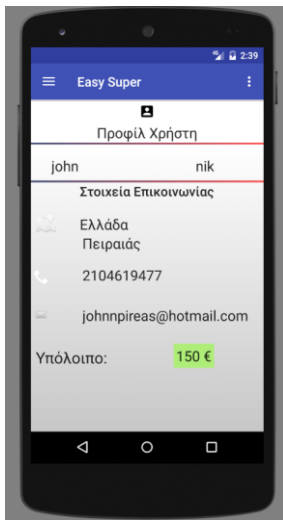 2:39
Easy Super
Προφίλ Χρήστη
john nik
Στοιχεία Επικοινωνίας
Ελλάδα
Πειραιάς
2104619477
johnnpireas@hotmail.com
Υπόλοιπο: 150 €